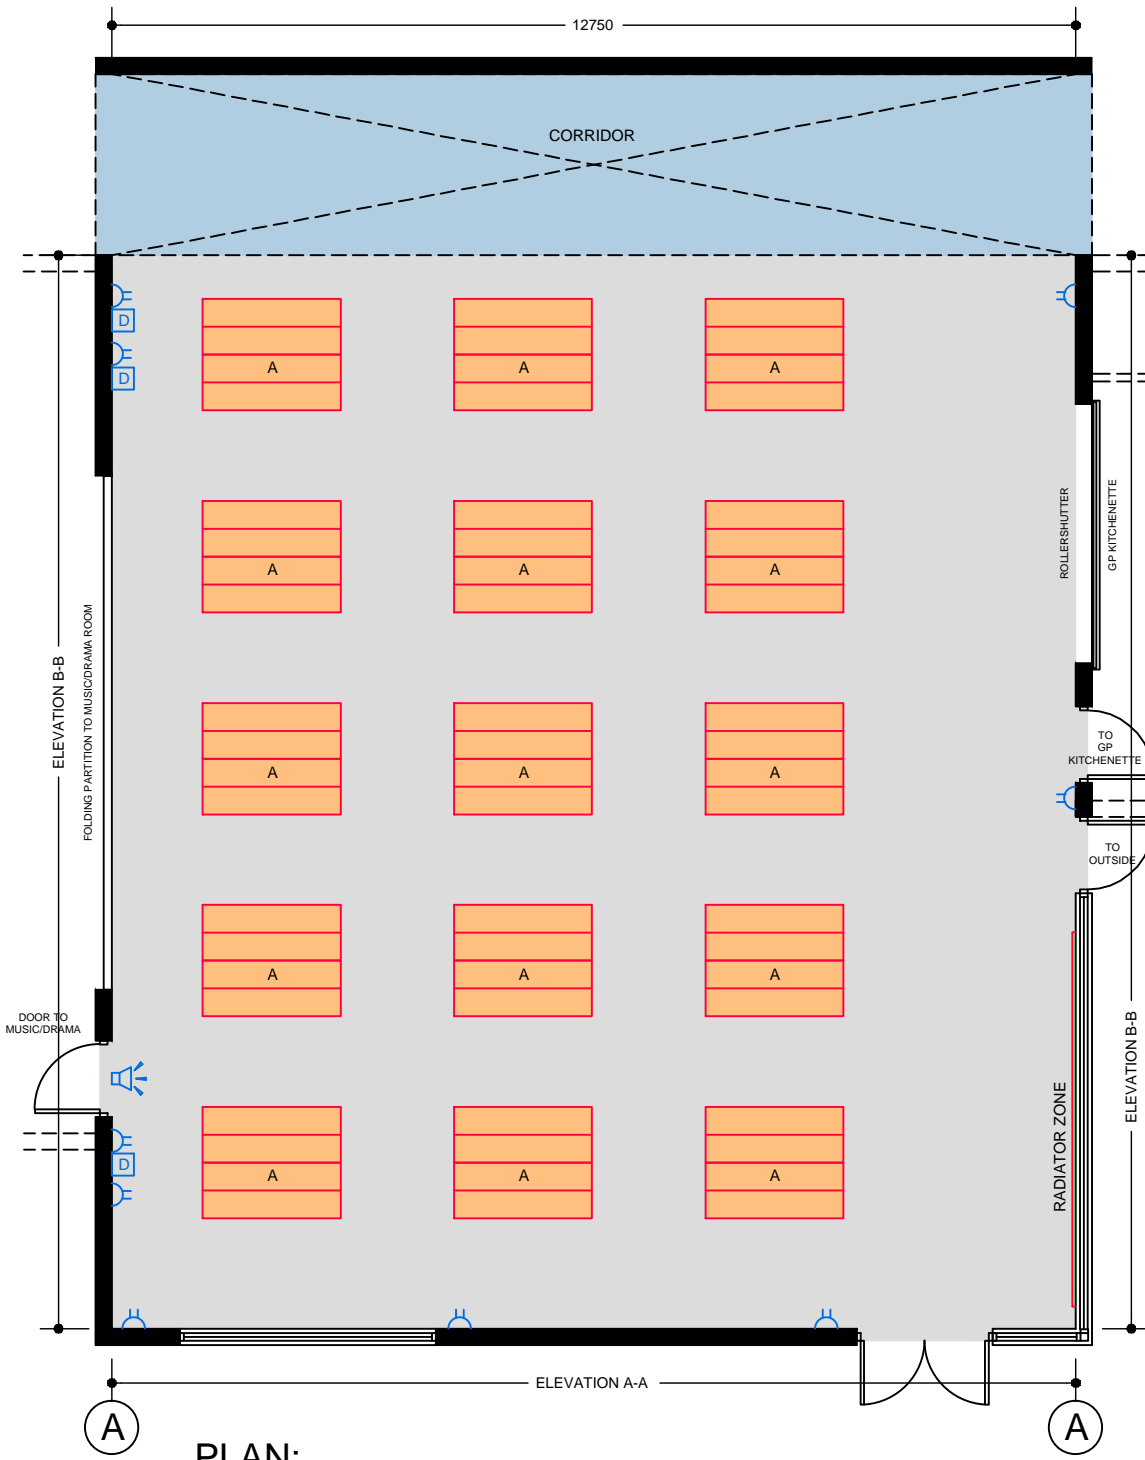 12750
CORRIDOR
D
D
A A A
ROLLERSHUTTER
GP KITCHENETTE
A A A
FOLDING PARTITION TO MUSIC/DRAMA ROOM
ELEVATION B-B
TO
GP
KITCHENETTE
A A A
TO
OUTSIDE
A A A
DOOR TO
MUSIC/DRAMA
ELEVATION B-B
RADIATOR ZONE
D
A A A
ELEVATION A-A
A A
PLAN: